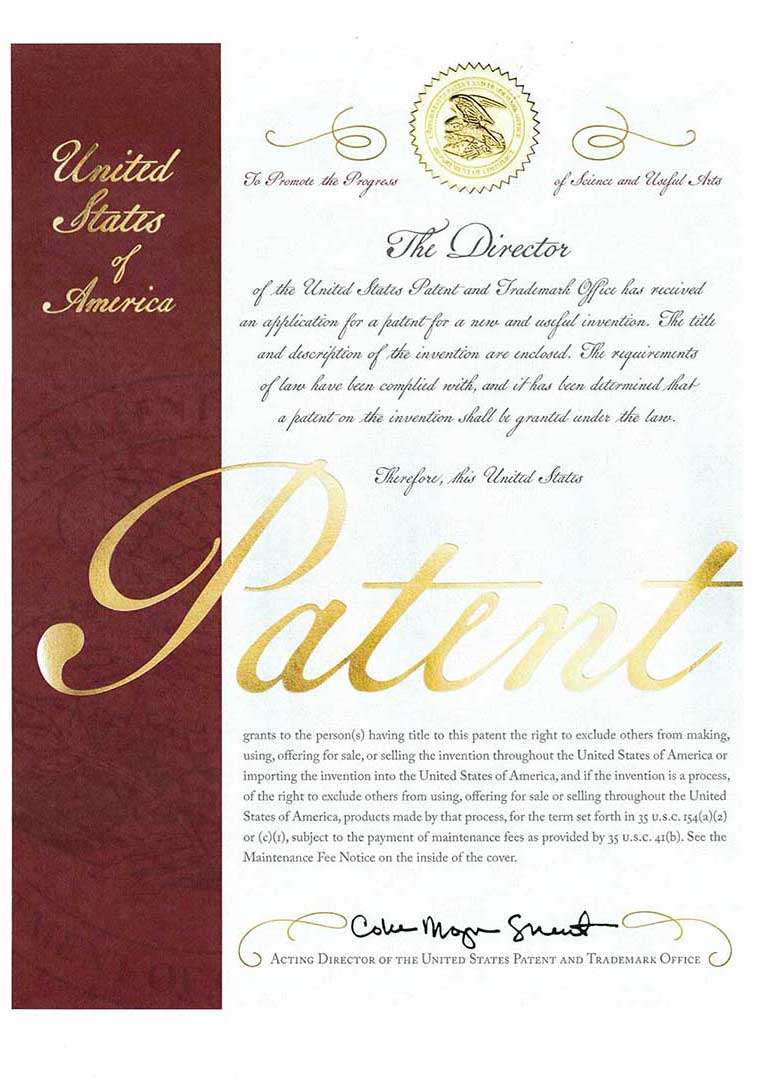 United
States
of
America
To Promote the Progress
of Science and Useful Arts
The Director
of the United States Patent and Trademark Office has received
an application for a patent for a new and useful invention. The title
and description of the invention are enclosed. The requirements
of law have been complied with, and it has been determined that
a patent on the invention shall be granted under the law.
Therefore, this United States
Patent
grants to the person(s) having title to this patent the right to exclude others from making,
using, offering for sale, or selling the invention throughout the United States of America or
importing the invention into the United States of America, and if the invention is a process,
of the right to exclude others from using, offering for sale or selling throughout the United
States of America, products made by that process, for the term set forth in 35 U.S.C. 154(a)(2)
or (c)(1), subject to the payment of maintenance fees as provided by 35 U.S.C. 41(b). See the
Maintenance Fee Notice on the inside of the cover.
ACTING DIRECTOR OF THE UNITED STATES PATENT AND TRADEMARK OFFICE